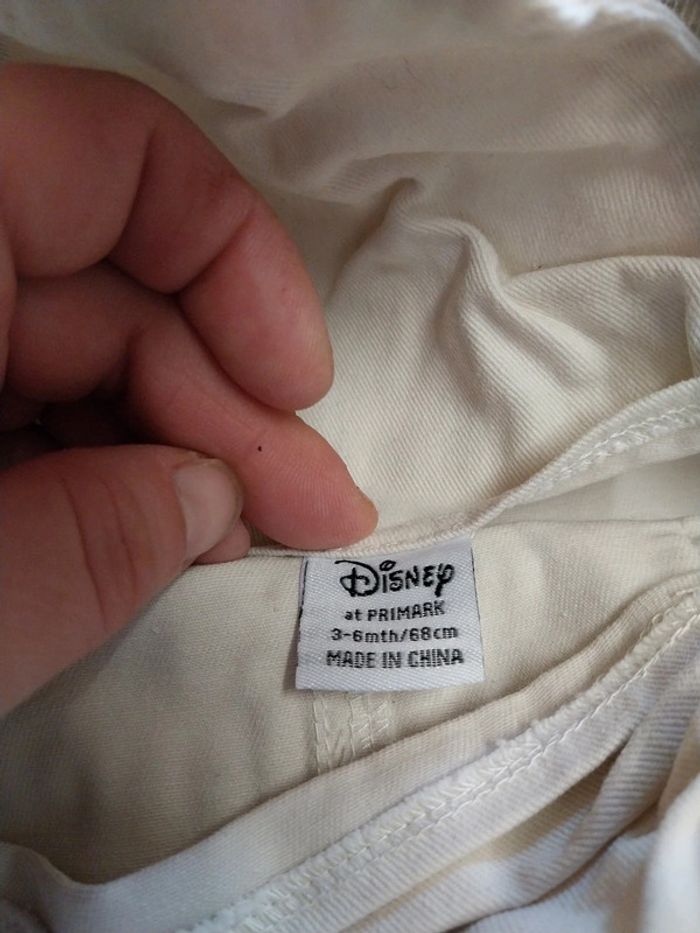 Disney
at PRIMARK
3-6mth/68cm
MADE IN CHINA